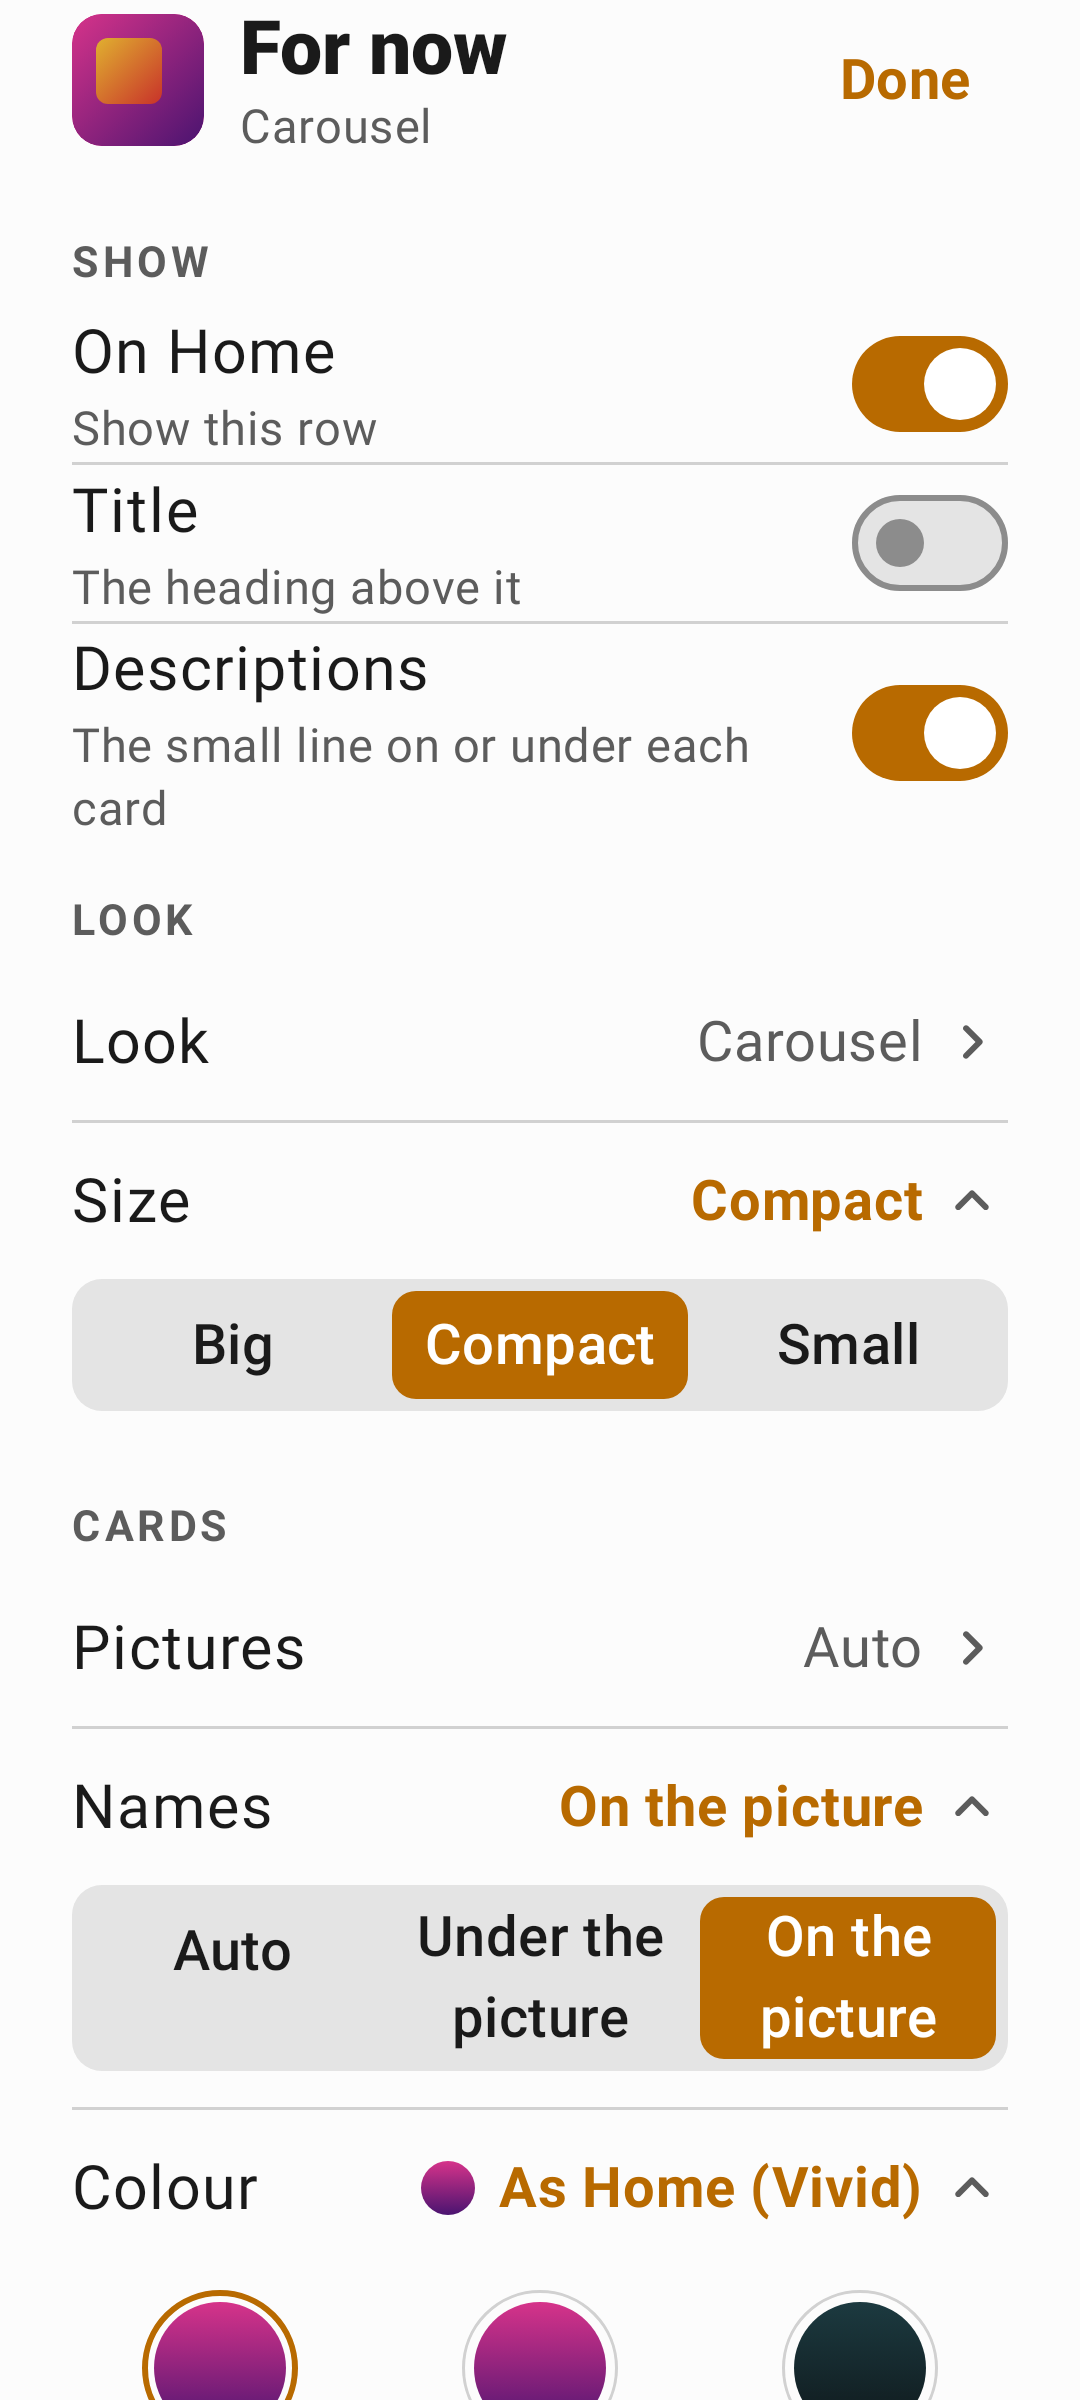 For now
Carousel
Done
SHOW
On Home
Show this row
Title
The heading above it
Descriptions
The small line on or under each
card
LOOK
Look
Carousel
Size
Compact
Big
Compact
Small
CARDS
Pictures
Auto
Names
On the picture
Auto
Under the
picture
On the
picture
Colour
As Home (Vivid)